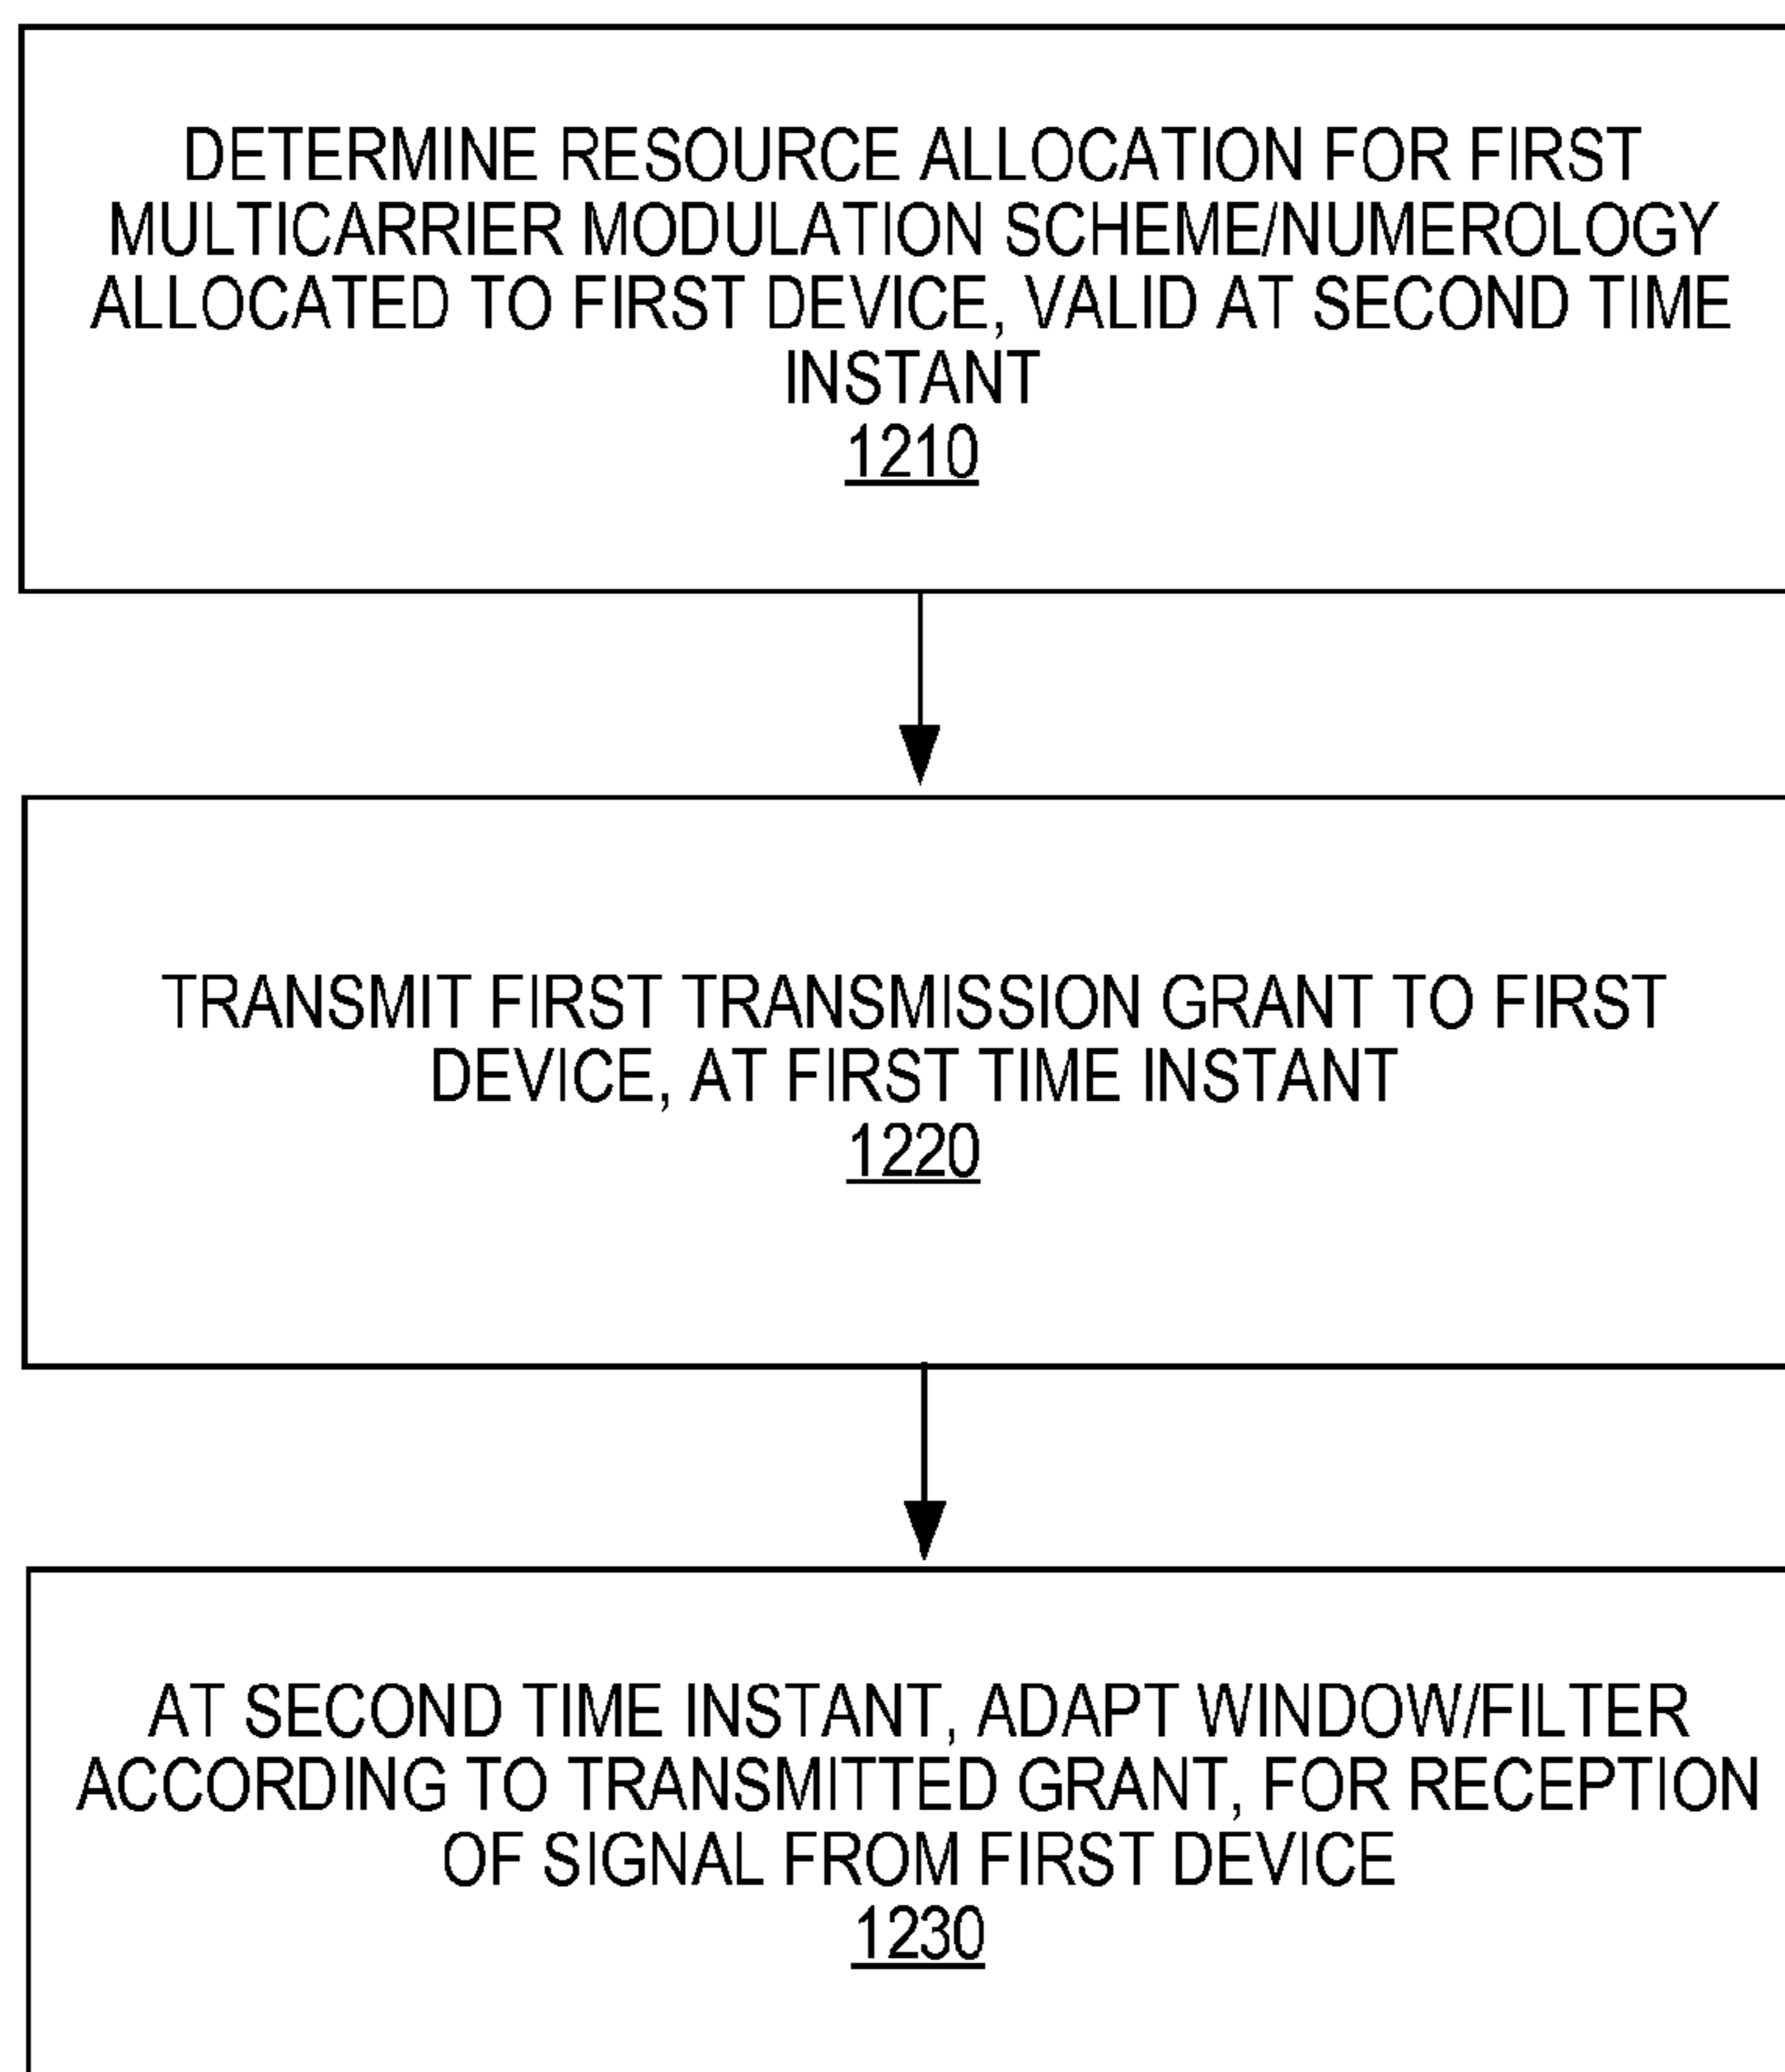 DETERMINE RESOURCE ALLOCATION FOR FIRST
MULTICARRIER MODULATION SCHEME/NUMEROLOGY
ALLOCATED TO FIRST DEVICE, VALID AT SECOND TIME
INSTANT
1210
TRANSMIT FIRST TRANSMISSION GRANT TO FIRST
DEVICE, AT FIRST TIME INSTANT
1220
AT SECOND TIME INSTANT, ADAPT WINDOW/FILTER
ACCORDING TO TRANSMITTED GRANT, FOR RECEPTION
OF SIGNAL FROM FIRST DEVICE
1230